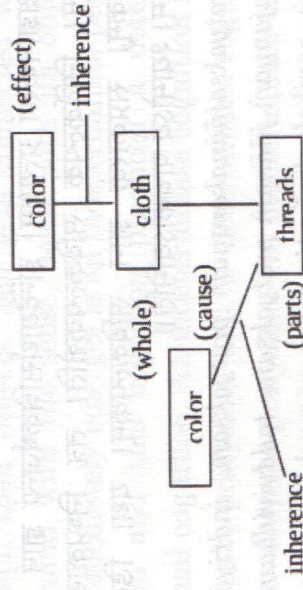 (effect)
color
inherence
(whole)
cloth
color
(cause)
threads
(parts)
inherence